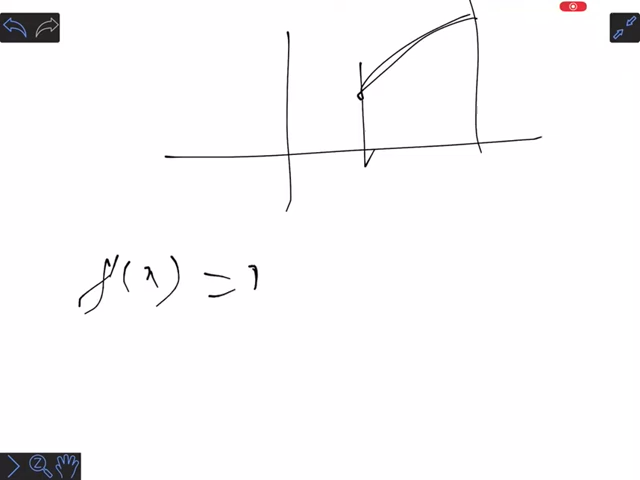 f(x) =